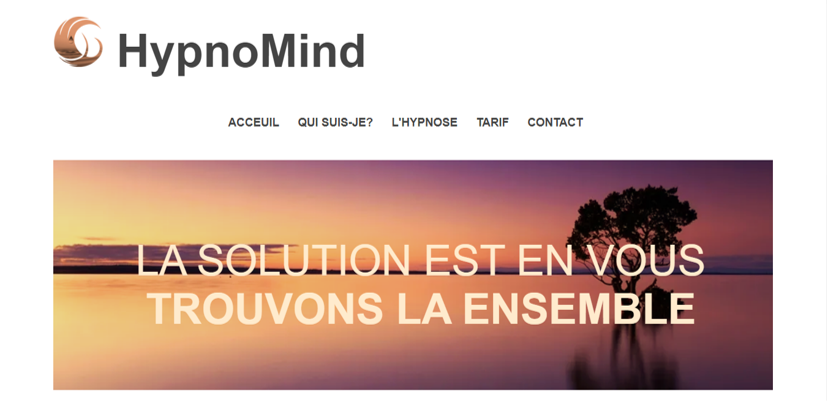 HypnoMind
ACCEUIL QUI SUIS-JE? L'HYPNOSE TARIF CONTACT
LA SOLUTION EST EN VOUS
TROUVONS LA ENSEMBLE